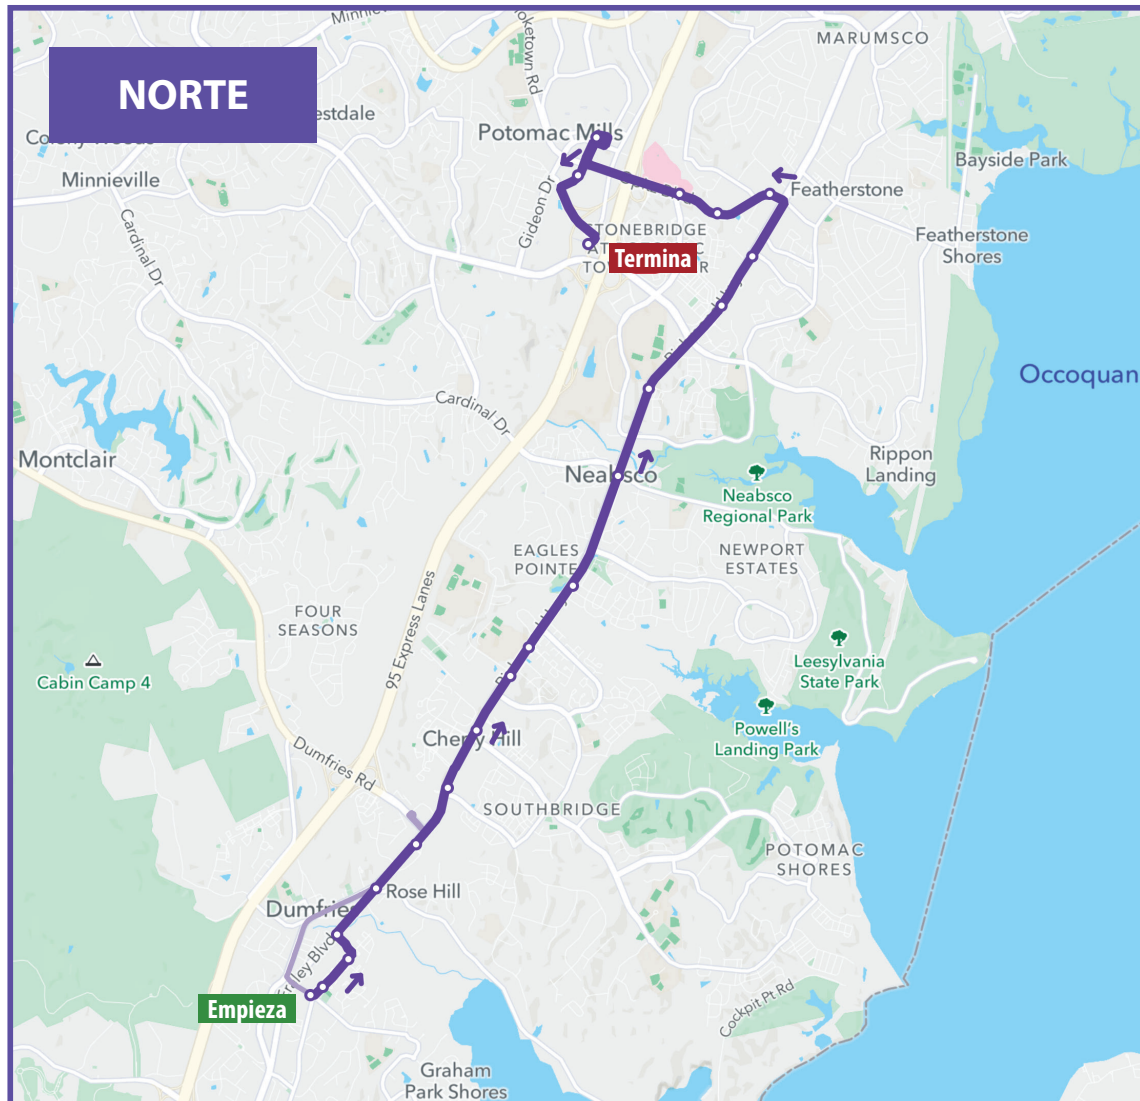 NORTE
MARUMSCO
Potomac Mills
Minnieville
Bayside Park
Featherstone
Cardinal Dr
Gideon Dr
Featherstone
Shores
Termina
Occoquan
Cardinal Dr
Montclair
Neabsco
Rippon
Landing
Neabsco
Regional Park
EAGLES
POINTE
NEWPORT
ESTATES
FOUR
SEASONS
95 Express Lanes
Leesylvania
State Park
Cabin Camp 4
Powell's
Landing Park
Cherry Hill
Dumfries Rd
SOUTHBRIDGE
POTOMAC
SHORES
Rose Hill
Dumfries
Empieza
Cockpit Pt Rd
Graham
Park Shores